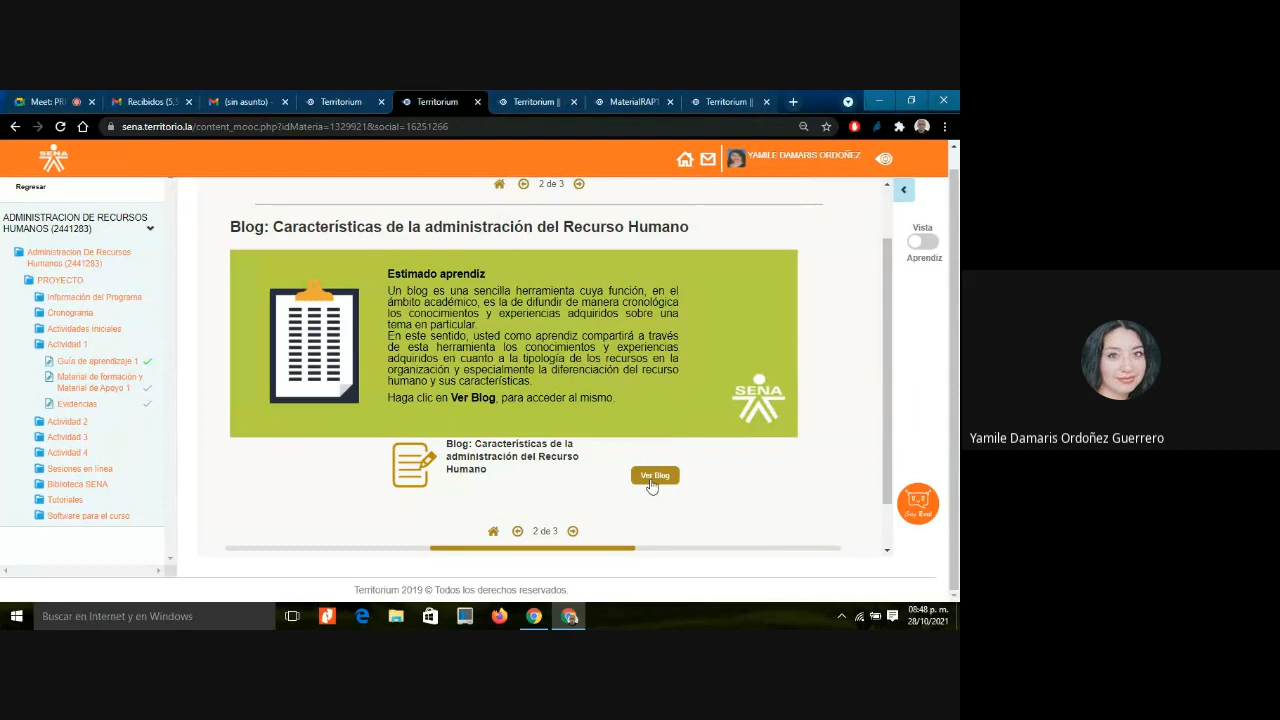 Meet: PRI
Recibidos (5,5
(sin asunto) -
Territorium
Territorium
Territorium ||
MaterialRAPT
Territorium ||
sena.territorio.la/content_mooc.php?idMateria=1329921&social=16251266
SENA
YAMILE DAMARIS ORDOÑEZ
Regresar
ADMINISTRACION DE RECURSOS
HUMANOS (2441283)
Administracion De Recursos
Humanos (2441283)
PROYECTO
Información del Programa
Cronograma
Actividades Iniciales
Actividad 1
Guía de aprendizaje 1
Material de formación y
Material de Apoyo 1
Evidencias
Actividad 2
Actividad 3
Actividad 4
Sesiones en línea
Biblioteca SENA
Tutoriales
Software para el curso
2 de 3
Blog: Características de la administración del Recurso Humano
Estimado aprendiz
Un blog es una sencilla herramienta cuya función, en el
ámbito académico, es la de difundir de manera cronológica
los conocimientos y experiencias adquiridos sobre una
tema en particular.
En este sentido, usted como aprendiz compartirá a través
de esta herramienta los conocimientos y experiencias
adquiridos en cuanto a la tipología de los recursos en la
organización y especialmente la diferenciación del recurso
humano y sus características.
Haga clic en Ver Blog, para acceder al mismo.
SENA
Blog: Características de la
administración del Recurso
Humano
Ver Blog
2 de 3
Vista
Aprendiz
¡Soy Eva!
Territorium 2019 © Todos los derechos reservados.
Buscar en Internet y en Windows
08:48 p. m.
28/10/2021
Yamile Damaris Ordoñez Guerrero